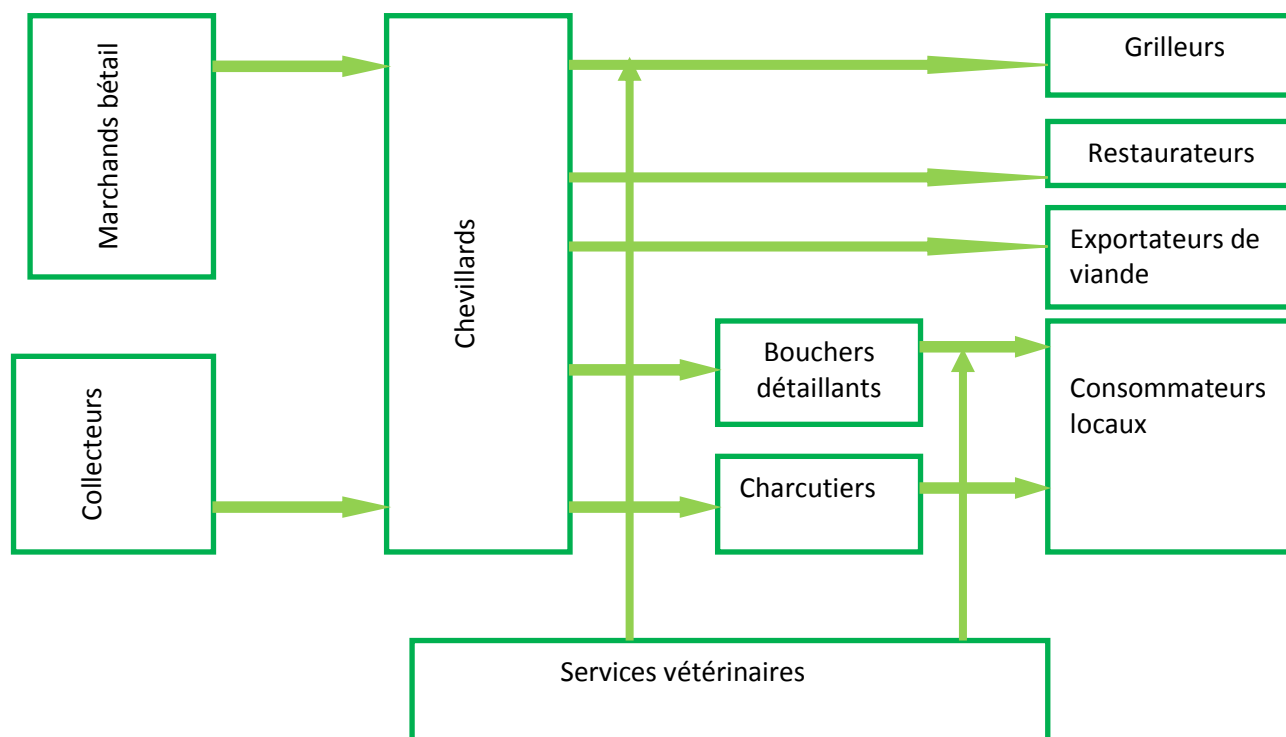 Marchands bétail
Collecteurs
Chevillards
Grilleurs
Restaurateurs
Exportateurs de
viande
Bouchers
détaillants
Charcutiers
Consommateurs
locaux
Services vétérinaires